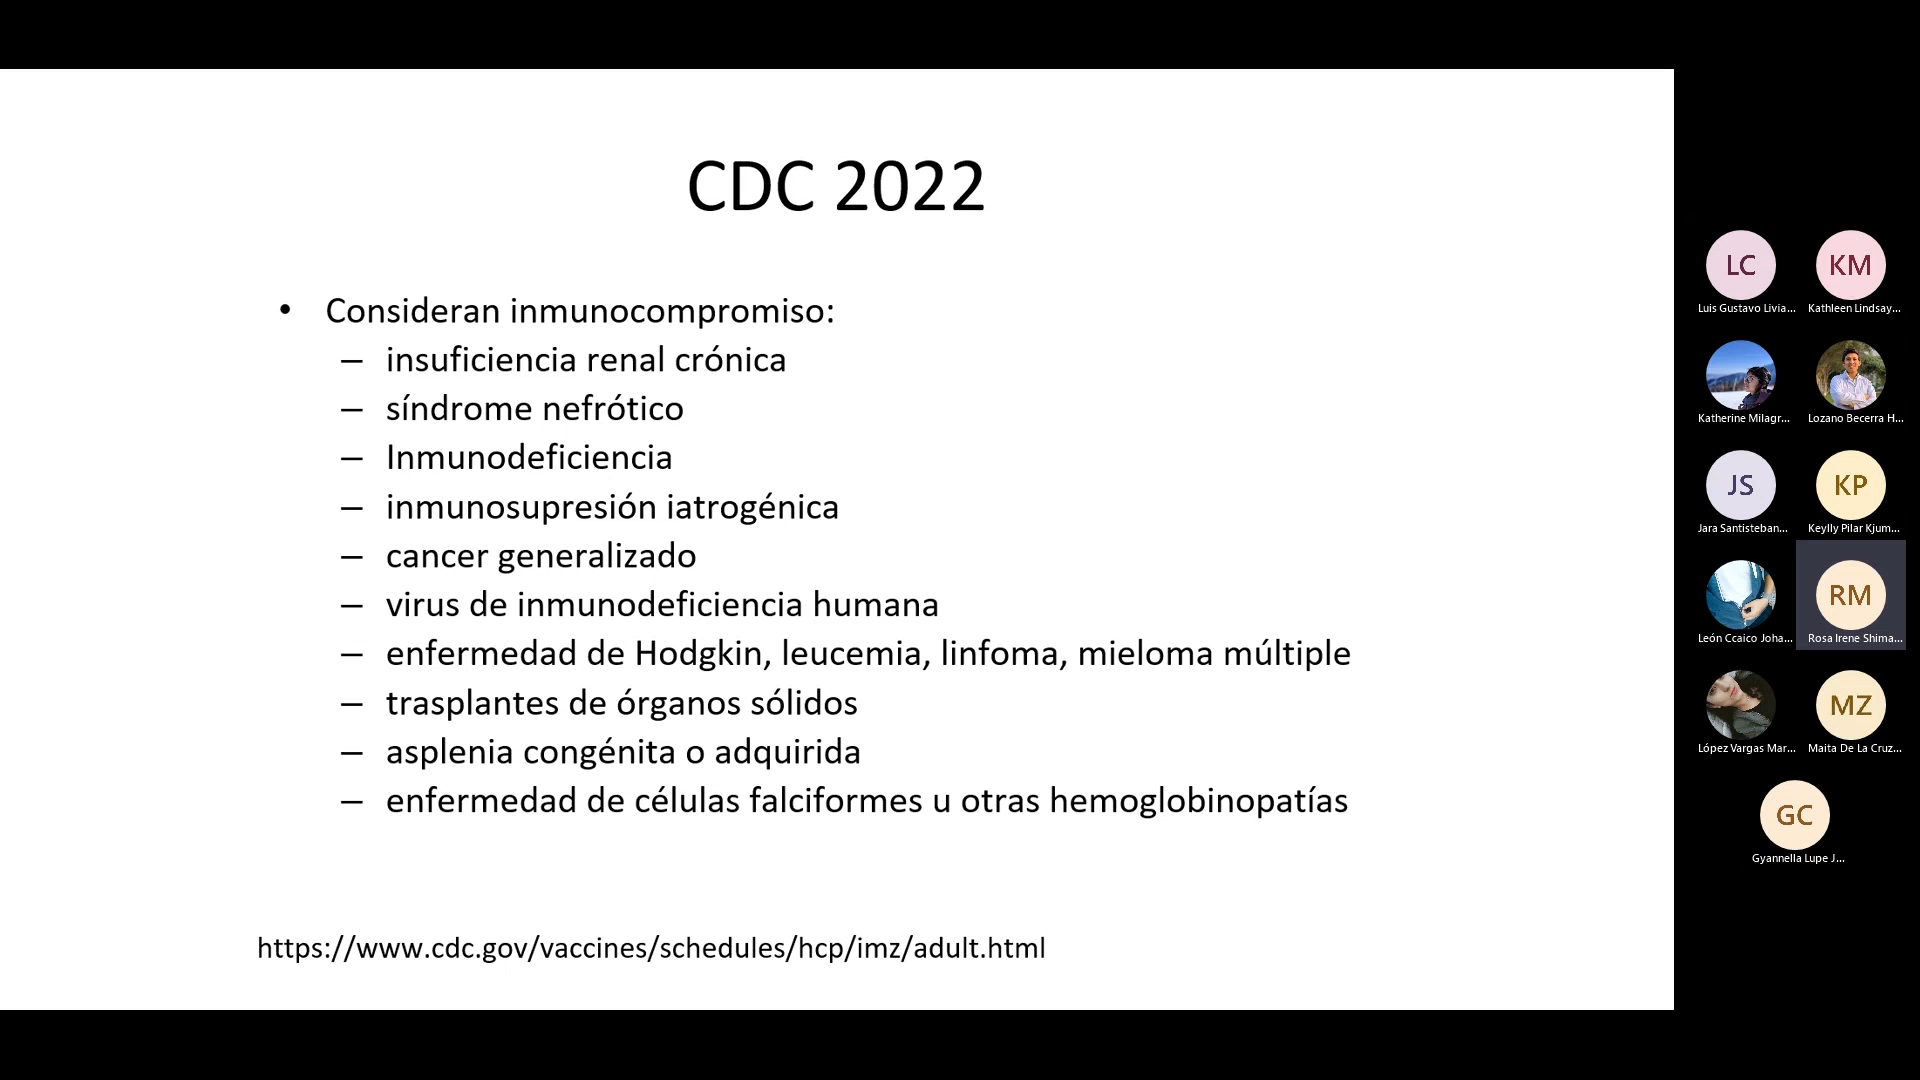 CDC 2022
• Consideran inmunocompromiso:
– insuficiencia renal crónica
– síndrome nefrótico
– Inmunodeficiencia
– inmunosupresión iatrogénica
– cancer generalizado
– virus de inmunodeficiencia humana
– enfermedad de Hodgkin, leucemia, linfoma, mieloma múltiple
– trasplantes de órganos sólidos
– asplenia congénita o adquirida
– enfermedad de células falciformes u otras hemoglobinopatías
https://www.cdc.gov/vaccines/schedules/hcp/imz/adult.html
LC KM
Luis Gustavo Livia... Kathleen Lindsay...
Katherine Milagr... Lozano Becerra H...
JS KP
Jara Santisteban... Keylly Pilar Kjum...
RM
León Ccaico Joha... Rosa Irene Shima...
MZ
López Vargas Mar... Maita De La Cruz...
GC
Gyannella Lupe J...